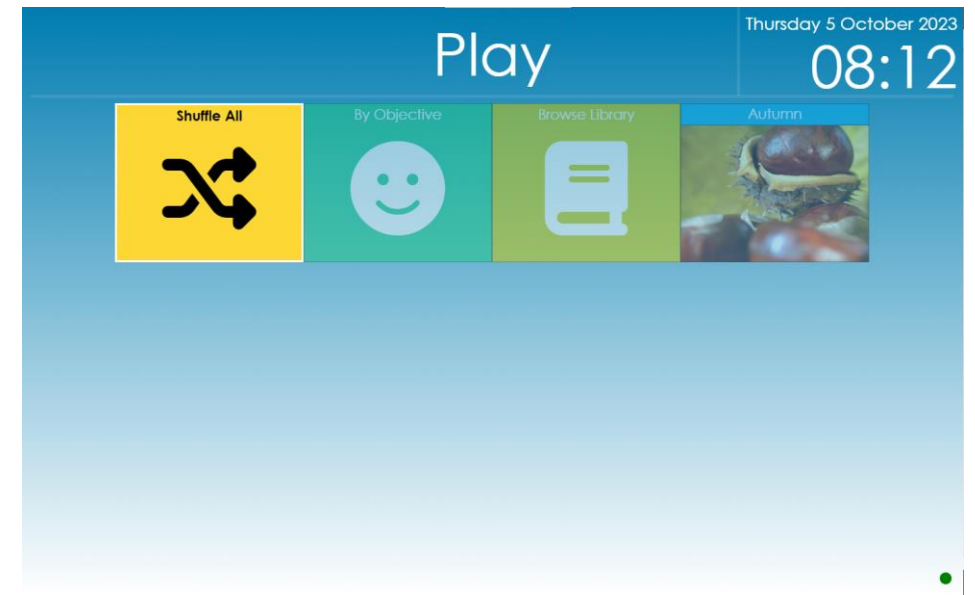 Play
Thursday 5 October 2023
08:12
Shuffle All
By Objective
Browse Library
Autumn